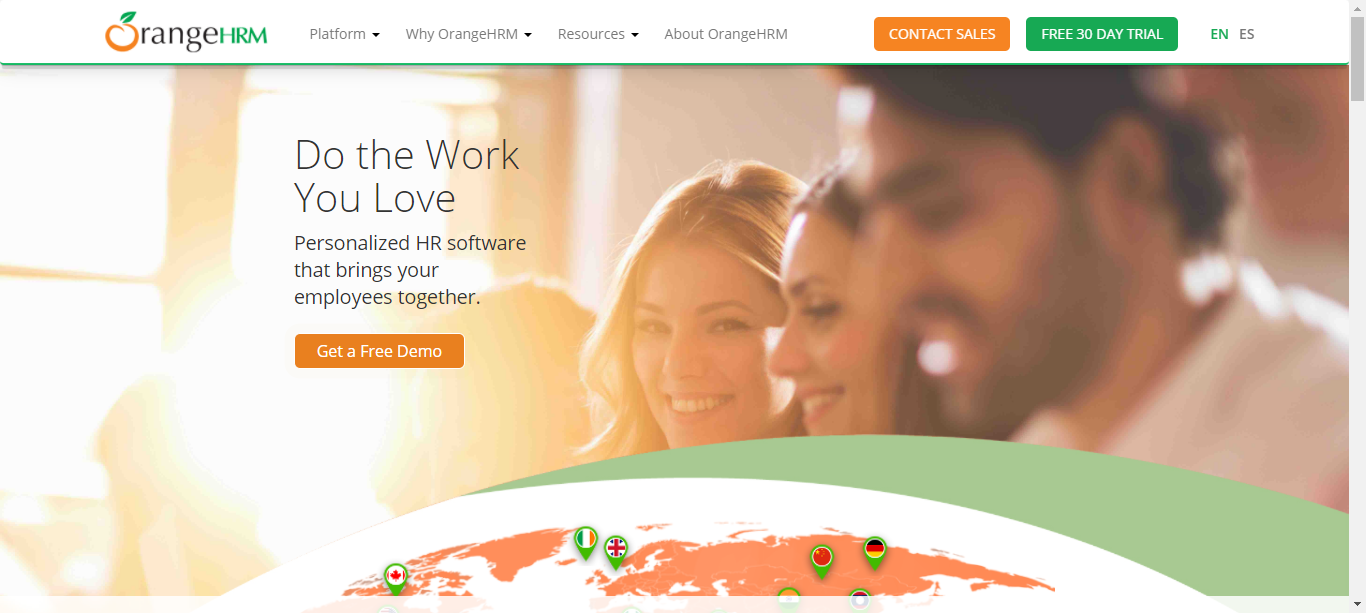 OrangeHRM
Platform
Why OrangeHRM
Resources
About OrangeHRM
CONTACT SALES
FREE 30 DAY TRIAL
EN ES
Do the Work
You Love
Personalized HR software
that brings your
employees together.
Get a Free Demo